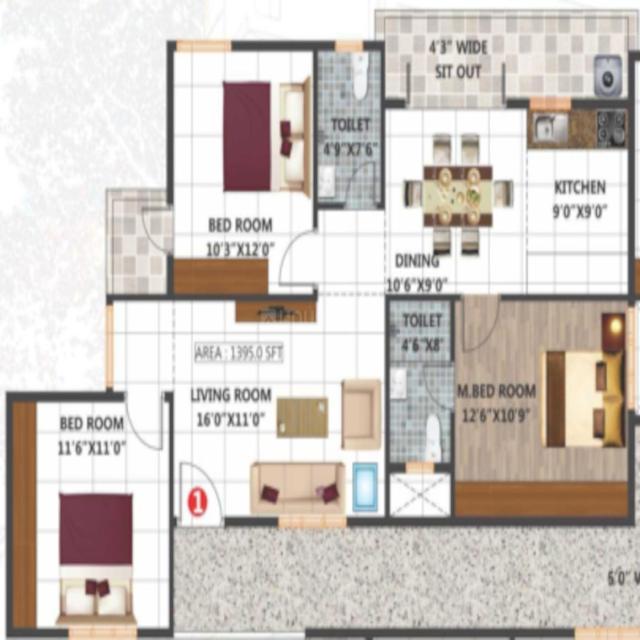 4'3" WIDE
SIT OUT
TOILET
4'9"X7'6"
KITCHEN
9'0"X9'0"
BED ROOM
10'3"X12'0"
DINING
10'6"X9'0"
TOILET
4'6"X8'
AREA : 1395.0 SFT
LIVING ROOM
16'0"X11'0"
M.BED ROOM
12'6"X10'9"
BED ROOM
11'6"X11'0"
1
6'0" W